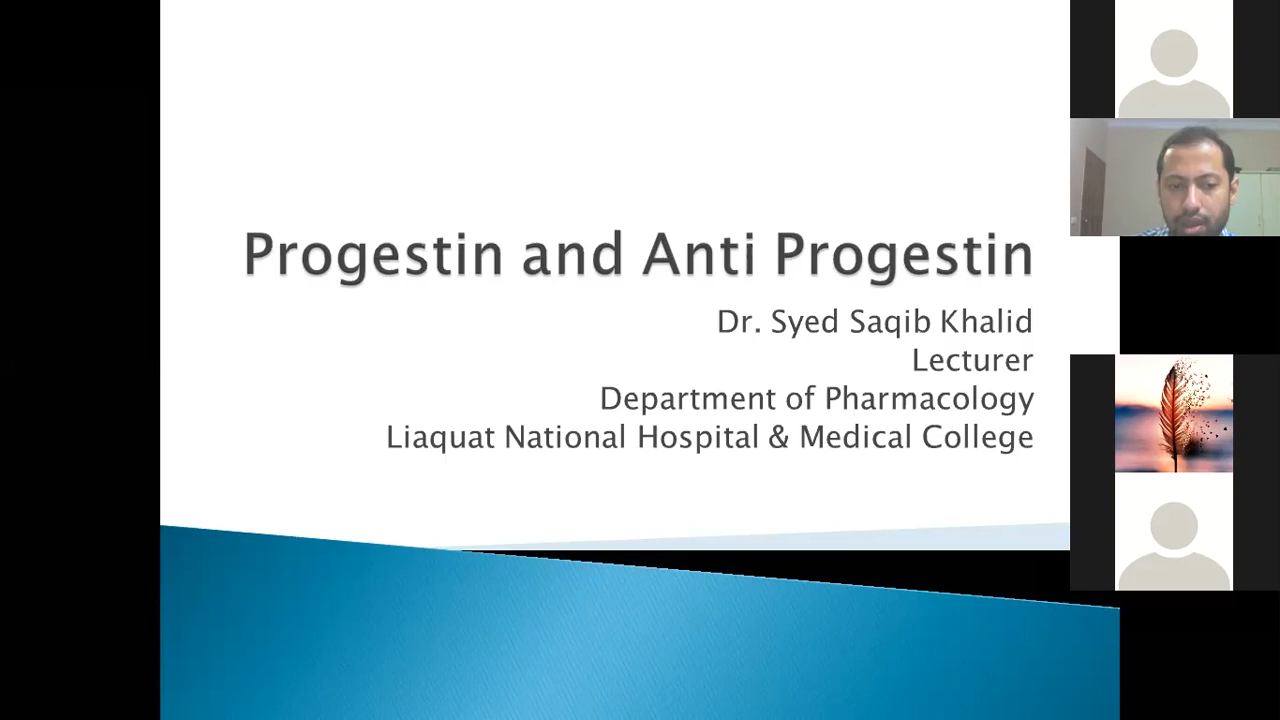 Progestin and Anti Progestin
Dr. Syed Saqib Khalid
Lecturer
Department of Pharmacology
Liaquat National Hospital & Medical College